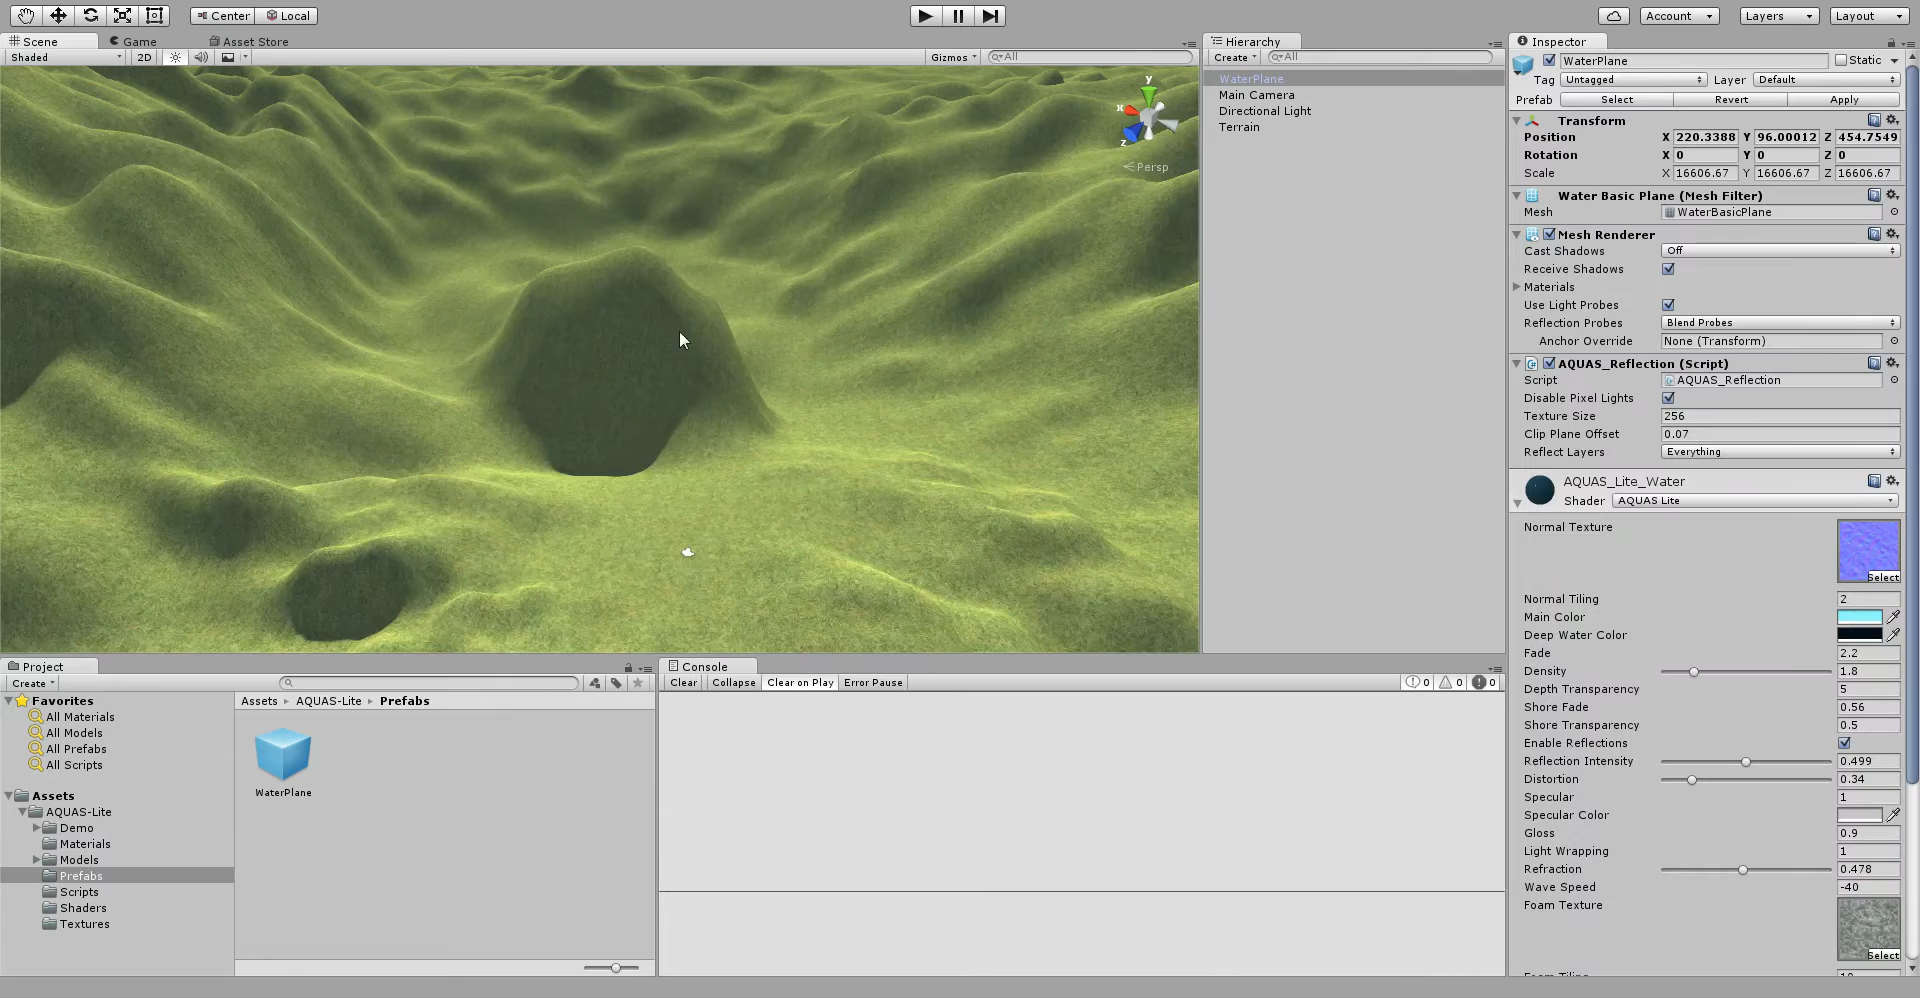 Center
Local
Account
Layers
Layout
Scene
Game
Asset Store
Shaded
2D
Gizmos
All
y
x
z
Persp
Hierarchy
Create
All
WaterPlane
Main Camera
Directional Light
Terrain
Inspector
WaterPlane
Static
Tag Untagged
Layer Default
Prefab
Select
Revert
Apply
Transform
Position X 220.3388 Y 96.00012 Z 454.7549
Rotation X 0 Y 0 Z 0
Scale X 16606.67 Y 16606.67 Z 16606.67
Water Basic Plane (Mesh Filter)
Mesh WaterBasicPlane
Mesh Renderer
Cast Shadows Off
Receive Shadows
Materials
Use Light Probes
Reflection Probes Blend Probes
Anchor Override None (Transform)
AQUAS_Reflection (Script)
Script AQUAS_Reflection
Disable Pixel Lights
Texture Size 256
Clip Plane Offset 0.07
Reflect Layers Everything
AQUAS_Lite_Water
Shader AQUAS Lite
Normal Texture
Select
Normal Tiling 2
Main Color
Deep Water Color
Fade 2.2
Density 1.8
Depth Transparency 5
Shore Fade 0.56
Shore Transparency 0.5
Enable Reflections
Reflection Intensity 0.499
Distortion 0.34
Specular 1
Specular Color
Gloss 0.9
Light Wrapping 1
Refraction 0.478
Wave Speed -40
Foam Texture
Select
Project
Create
Favorites
All Materials
All Models
All Prefabs
All Scripts
Assets
AQUAS-Lite
Demo
Materials
Models
Prefabs
Scripts
Shaders
Textures
Assets AQUAS-Lite Prefabs
WaterPlane
Console
Clear
Collapse
Clear on Play
Error Pause
0
0
0